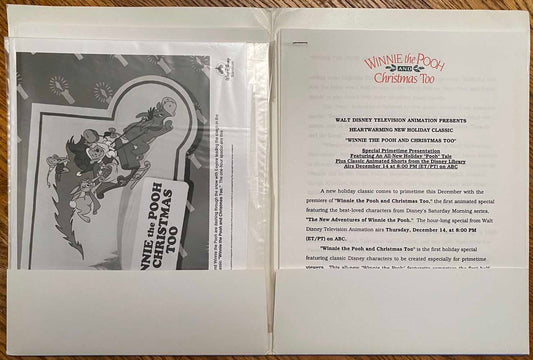 WINNIE the POOH
AND
Christmas Too
WALT DISNEY TELEVISION ANIMATION PRESENTS
HEARTWARMING NEW HOLIDAY CLASSIC
"WINNIE THE POOH AND CHRISTMAS TOO"
Special Primetime Presentation
Featuring An All-New Holiday "Pooh" Tale
Plus Classic Animated Shorts from the Disney Library
Airs December 14 at 8:00 PM (ET/PT) on ABC
A new holiday classic comes to primetime this December with the
premiere of "Winnie the Pooh and Christmas Too," the first animated special
featuring the best-loved characters from Disney's Saturday Morning series,
"The New Adventures of Winnie the Pooh." The hour-long special from Walt
Disney Television Animation airs Thursday, December 14, at 8:00 PM
(ET/PT) on ABC.
"Winnie the Pooh and Christmas Too" is the first holiday special
featuring classic Disney characters to be created especially for primetime
NNIE the POOH
CHRISTMAS
TOO